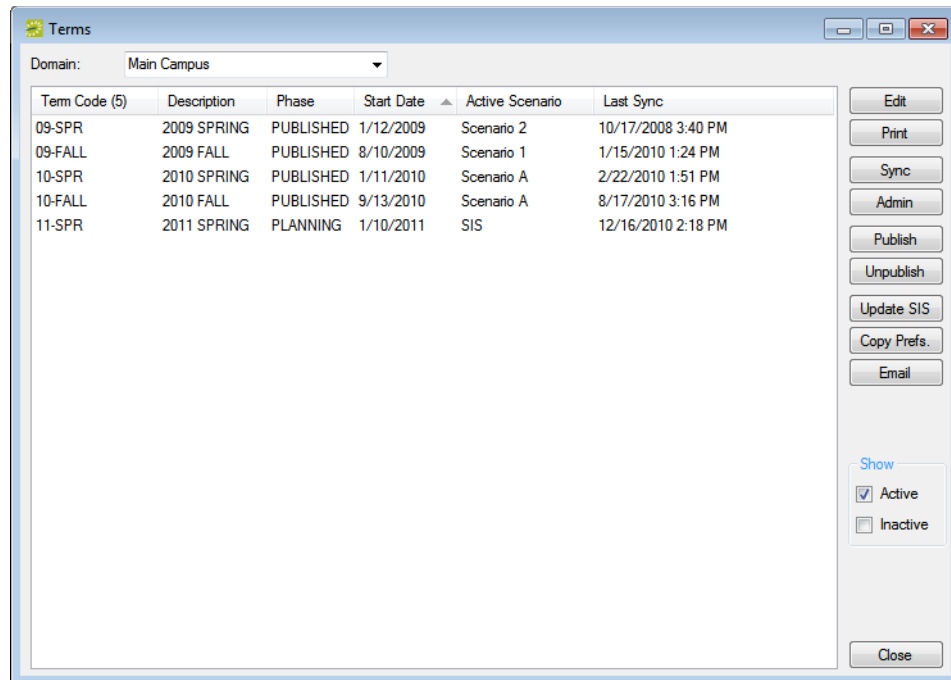 Terms
Domain: Main Campus
Term Code (5) Description Phase Start Date Active Scenario Last Sync
09-SPR 2009 SPRING PUBLISHED 1/12/2009 Scenario 2 10/17/2008 3:40 PM
09-FALL 2009 FALL PUBLISHED 8/10/2009 Scenario 1 1/15/2010 1:24 PM
10-SPR 2010 SPRING PUBLISHED 1/11/2010 Scenario A 2/22/2010 1:51 PM
10-FALL 2010 FALL PUBLISHED 9/13/2010 Scenario A 8/17/2010 3:16 PM
11-SPR 2011 SPRING PLANNING 1/10/2011 SIS 12/16/2010 2:18 PM
Edit
Print
Sync
Admin
Publish
Unpublish
Update SIS
Copy Prefs.
Email
Show
Active
Inactive
Close